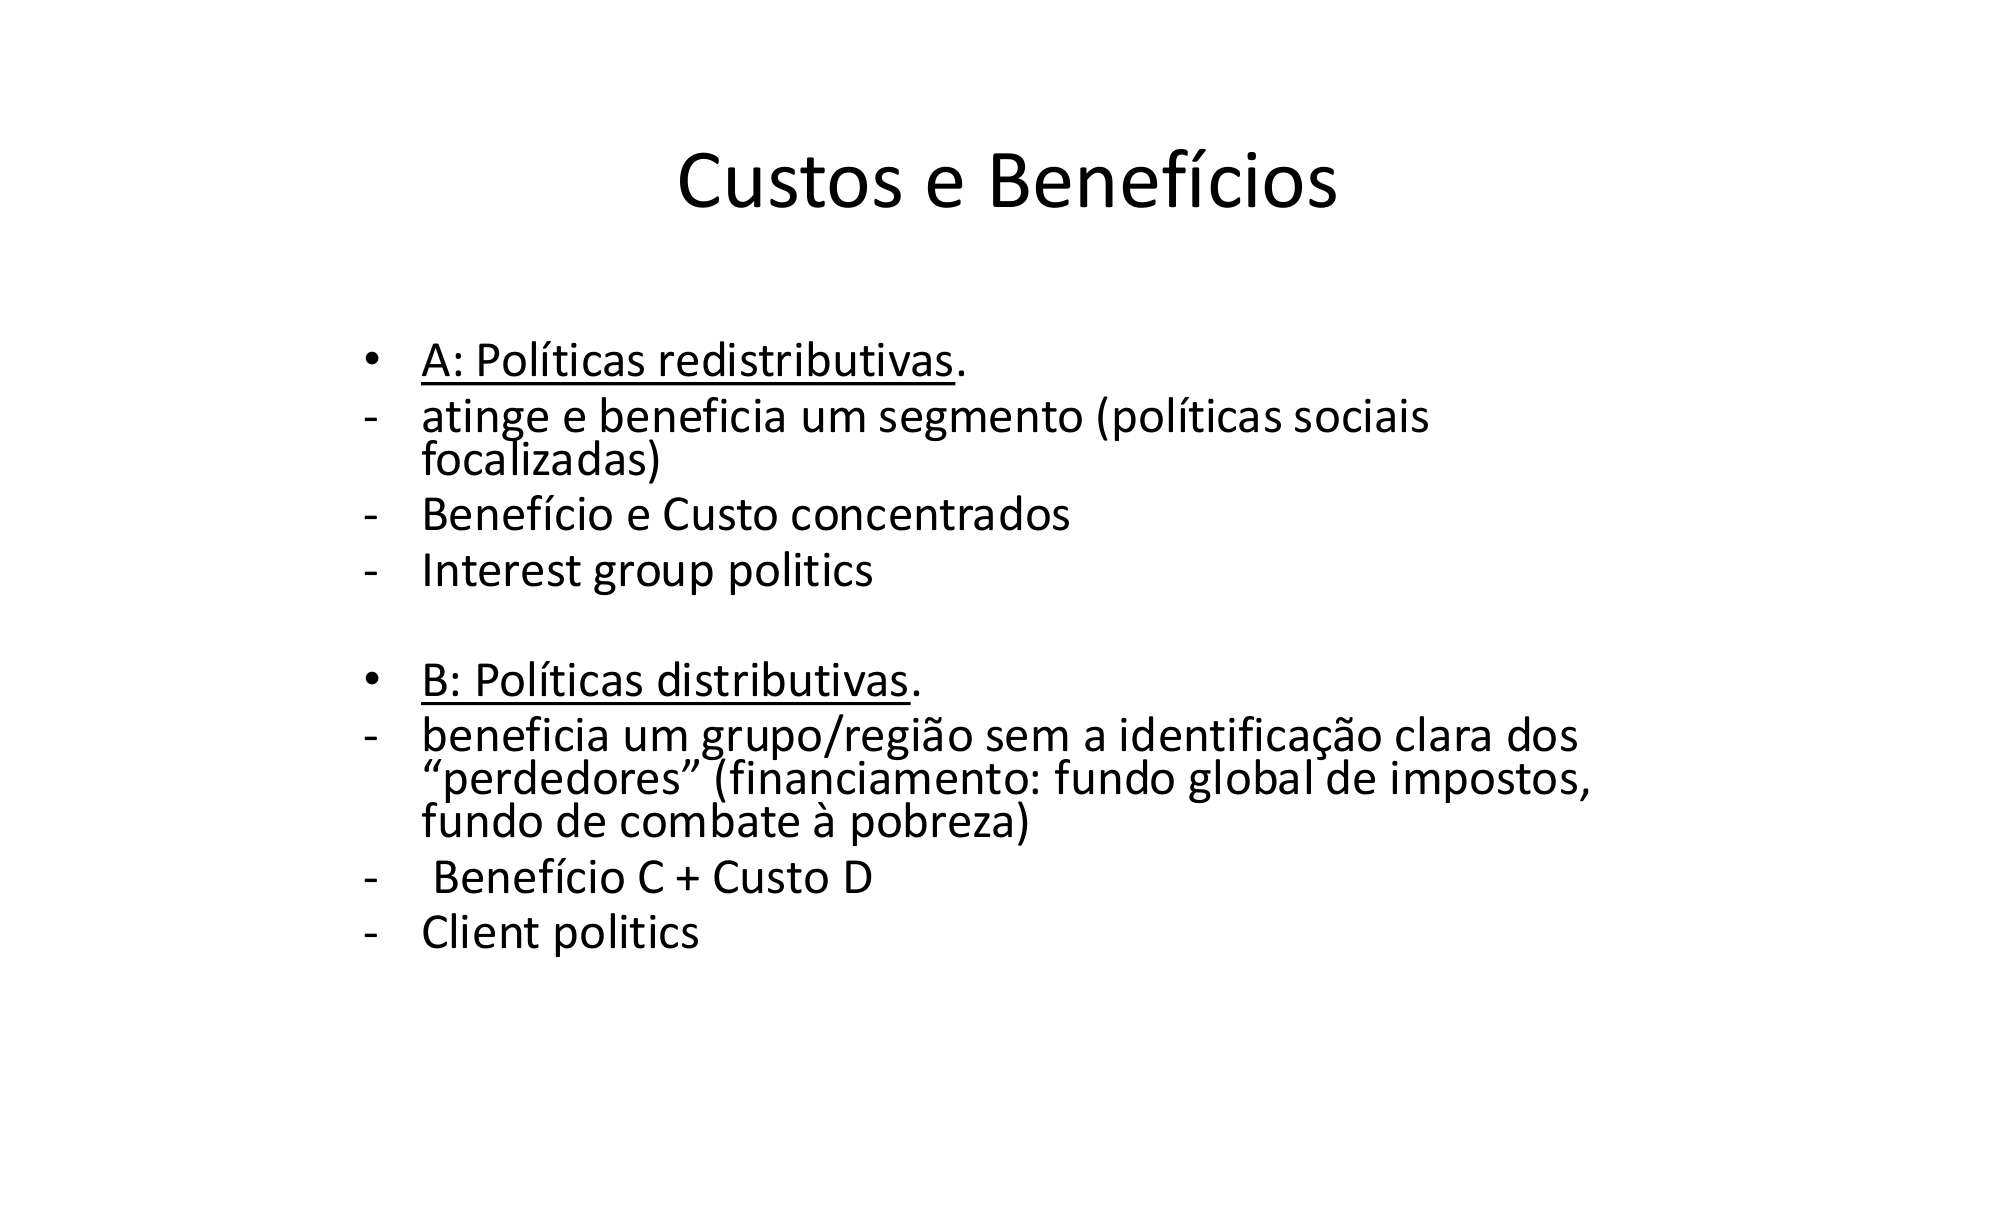 Custos e Benefícios
• A: Políticas redistributivas.
- atinge e beneficia um segmento (políticas sociais
focalizadas)
- Benefício e Custo concentrados
- Interest group politics
• B: Políticas distributivas.
- beneficia um grupo/região sem a identificação clara dos
“perdedores” (financiamento: fundo global de impostos,
fundo de combate à pobreza)
- Benefício C + Custo D
- Client politics